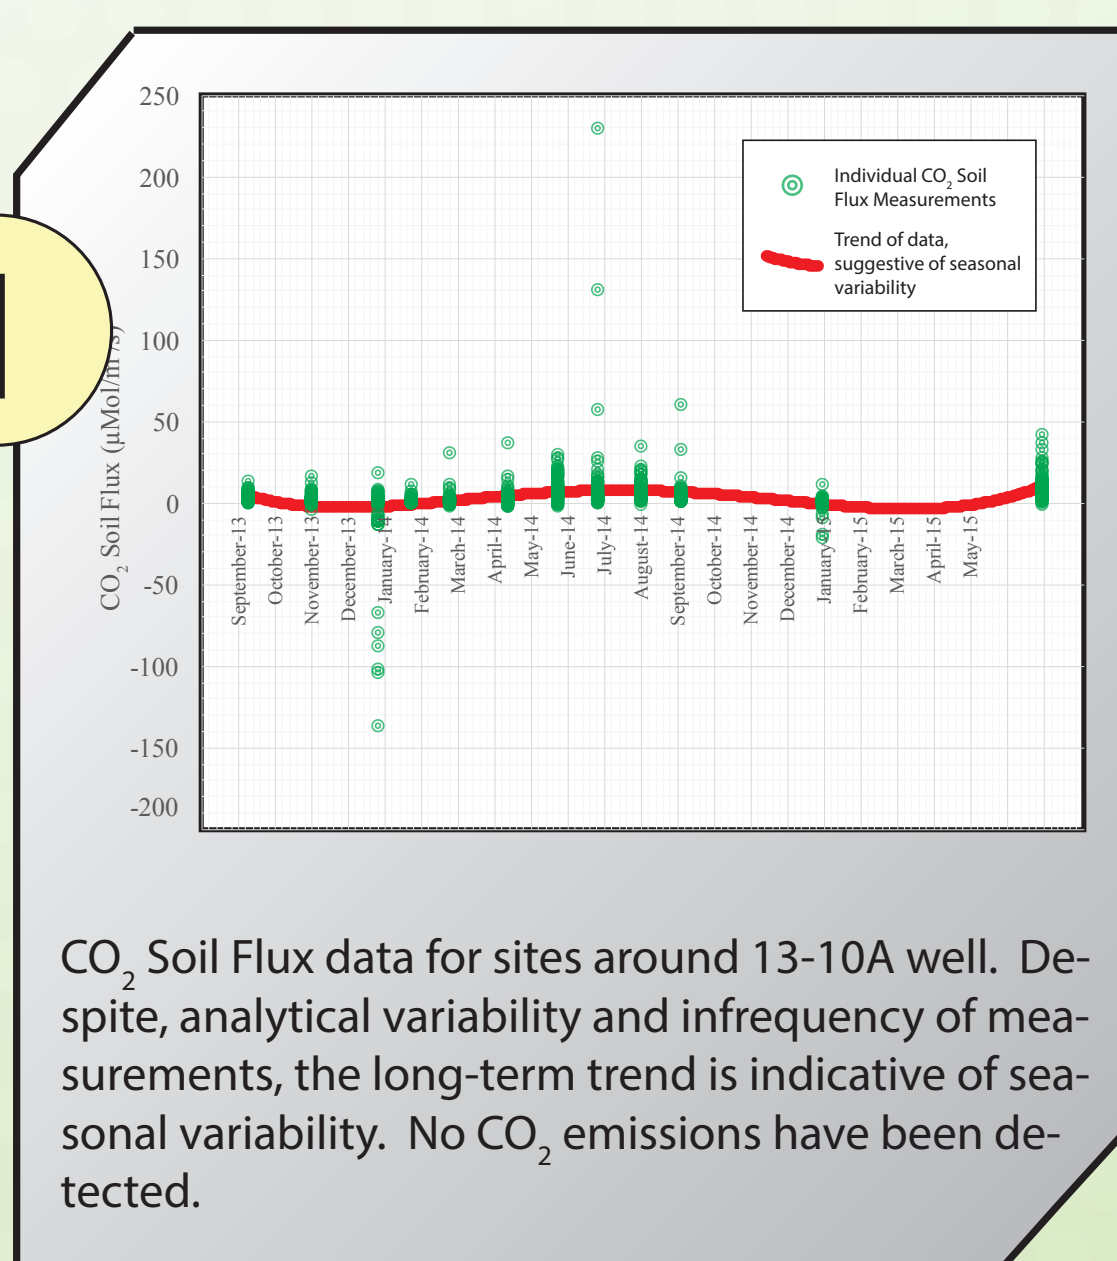 250
200
150
100
50
0
-50
-100
-150
-200
CO2 Soil Flux (µMol/m /s)
Individual CO2 Soil
Flux Measurements
Trend of data,
suggestive of seasonal
variability
September-13
October-13
November-13
December-13
January-14
February-14
March-14
April-14
May-14
June-14
July-14
August-14
September-14
October-14
November-14
December-14
January-15
February-15
March-15
April-15
May-15
CO2 Soil Flux data for sites around 13-10A well. De-
spite, analytical variability and infrequency of mea-
surements, the long-term trend is indicative of sea-
sonal variability. No CO2 emissions have been de-
tected.